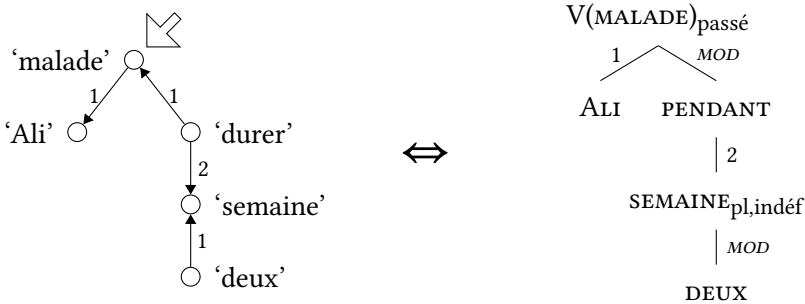 V(MALADE)passé
'malade' 1 MOD
1 1
'Ali' 'durer' ⇔ ALI PENDANT
2 2
'semaine' SEMAINEpl,indéf
1 MOD
'deux' DEUX